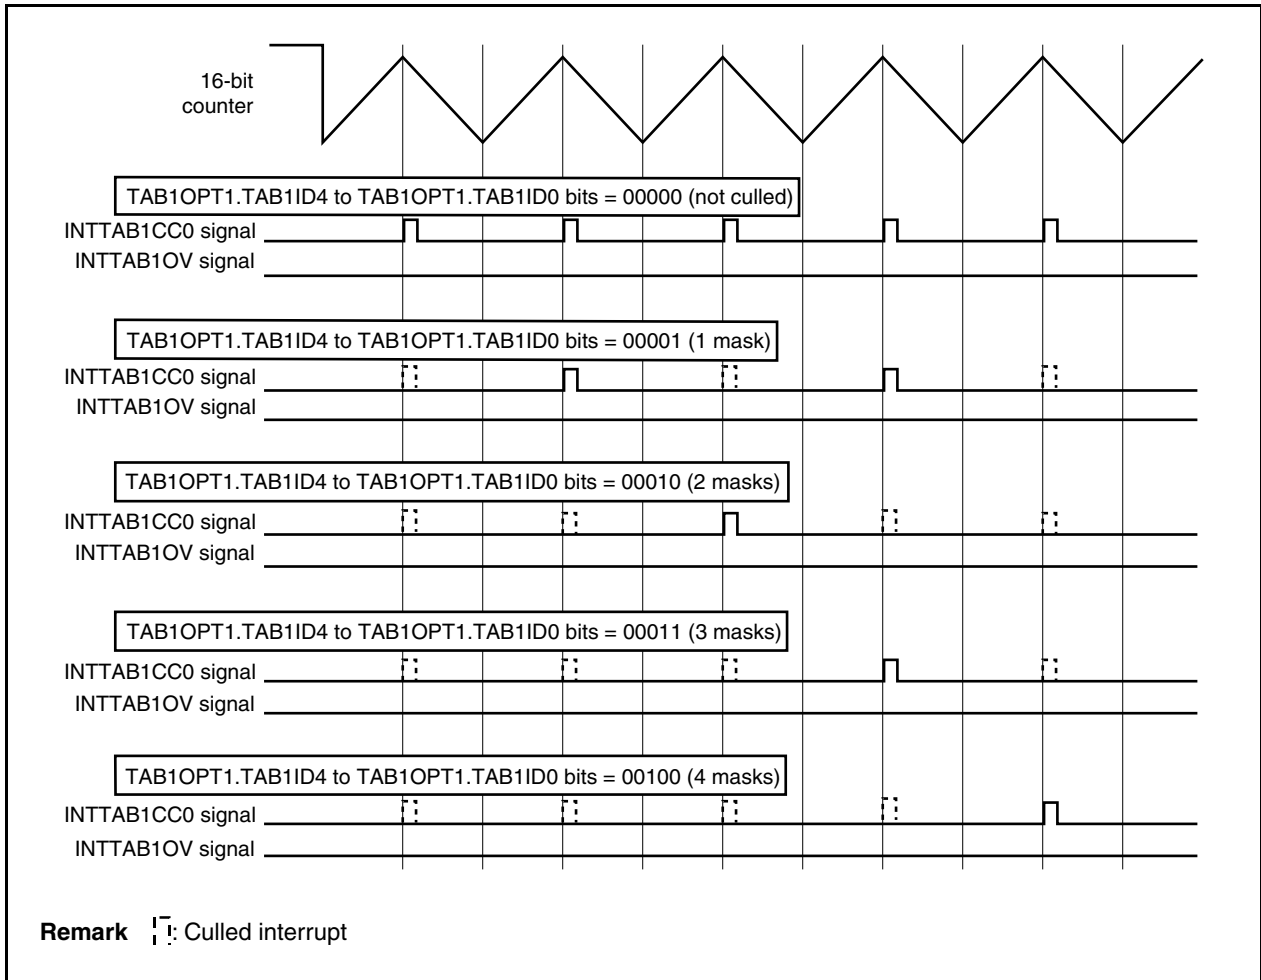 16-bit
counter
TAB1OPT1.TAB1ID4 to TAB1OPT1.TAB1ID0 bits = 00000 (not culled)
INTTAB1CC0 signal
INTTAB1OV signal
TAB1OPT1.TAB1ID4 to TAB1OPT1.TAB1ID0 bits = 00001 (1 mask)
INTTAB1CC0 signal
INTTAB1OV signal
TAB1OPT1.TAB1ID4 to TAB1OPT1.TAB1ID0 bits = 00010 (2 masks)
INTTAB1CC0 signal
INTTAB1OV signal
TAB1OPT1.TAB1ID4 to TAB1OPT1.TAB1ID0 bits = 00011 (3 masks)
INTTAB1CC0 signal
INTTAB1OV signal
TAB1OPT1.TAB1ID4 to TAB1OPT1.TAB1ID0 bits = 00100 (4 masks)
INTTAB1CC0 signal
INTTAB1OV signal
Remark : Culled interrupt